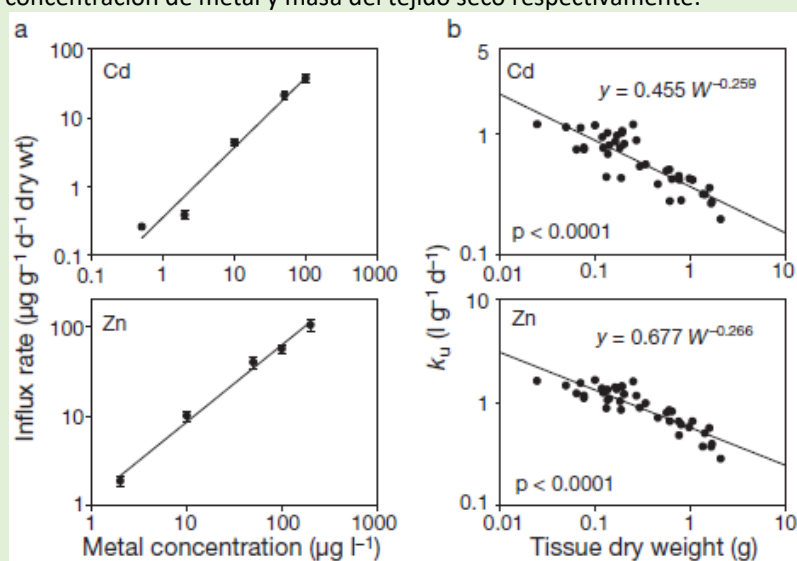 concentración de metal y masa del tejido seco respectivamente.
a
b
100
Cd
10
1
0.1
0.1 1 10 100 1000
5
Cd
y = 0.455 W⁻⁰·²⁵⁹
1
p < 0.0001
0.1
0.01 0.1 1 10
Zn
100
10
1
1 10 100 1000
10
Zn
y = 0.677 W⁻⁰·²⁶⁶
1
p < 0.0001
0.1
0.01 0.1 1 10
Influx rate (µg g⁻¹ d⁻¹ dry wt)
kᵤ (l g⁻¹ d⁻¹)
Metal concentration (µg l⁻¹)
Tissue dry weight (g)